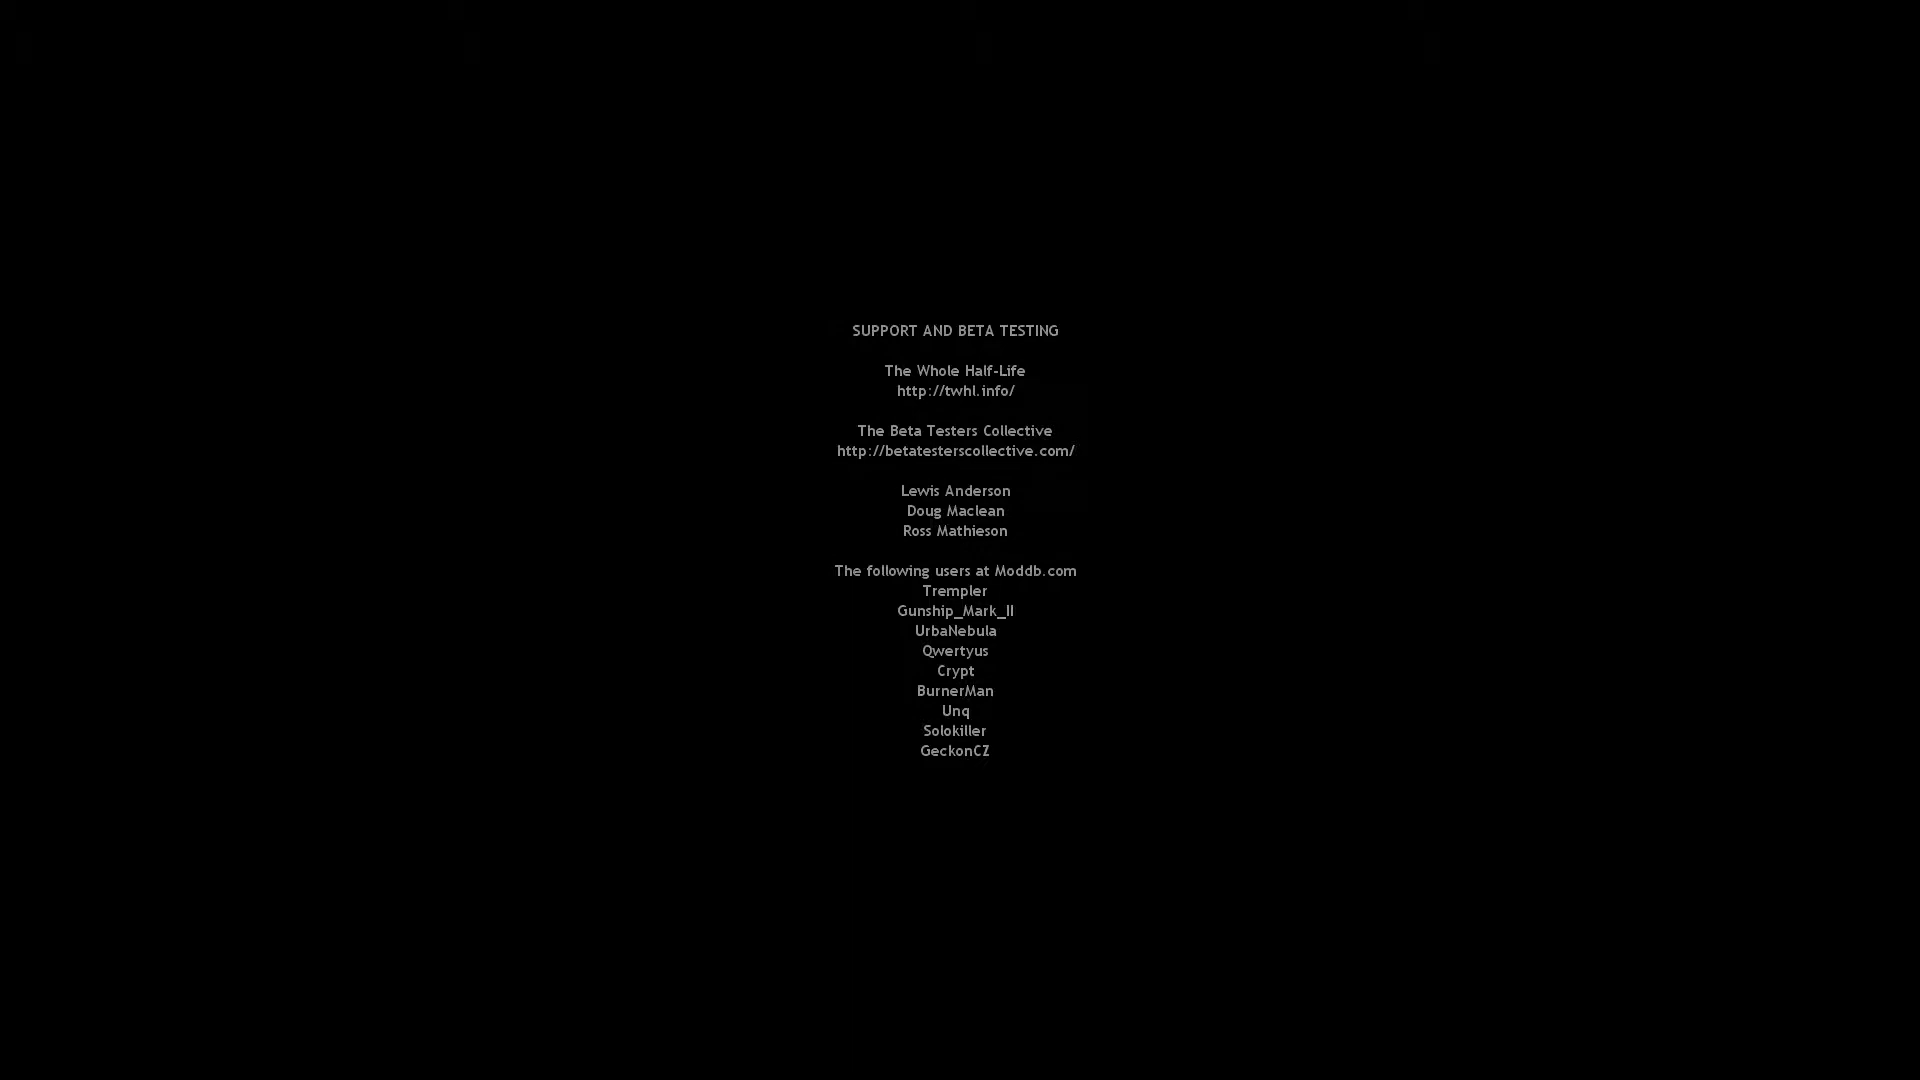 SUPPORT AND BETA TESTING
The Whole Half-Life
http://twhl.info/
The Beta Testers Collective
http://betatesterscollective.com/
Lewis Anderson
Doug Maclean
Ross Mathieson
The following users at Moddb.com
Trempler
Gunship_Mark_II
UrbaNebula
Qwertyus
Crypt
BurnerMan
Unq
Solokiller
GeckonCZ